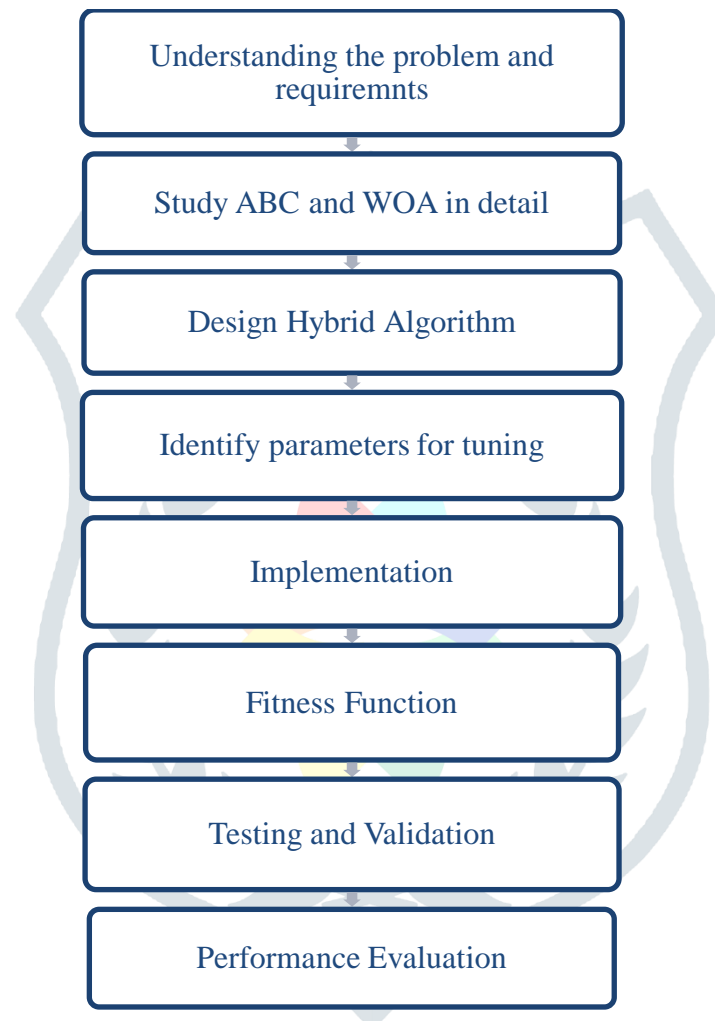 Understanding the problem and
requiremnts
Study ABC and WOA in detail
Design Hybrid Algorithm
Identify parameters for tuning
Implementation
Fitness Function
Testing and Validation
Performance Evaluation